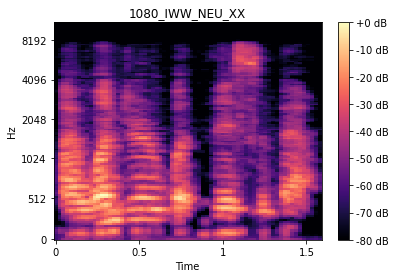 1080_IWW_NEU_XX
8192
4096
2048
1024
512
0
Hz
0
0.5
1
1.5
Time
+0 dB
-10 dB
-20 dB
-30 dB
-40 dB
-50 dB
-60 dB
-70 dB
-80 dB